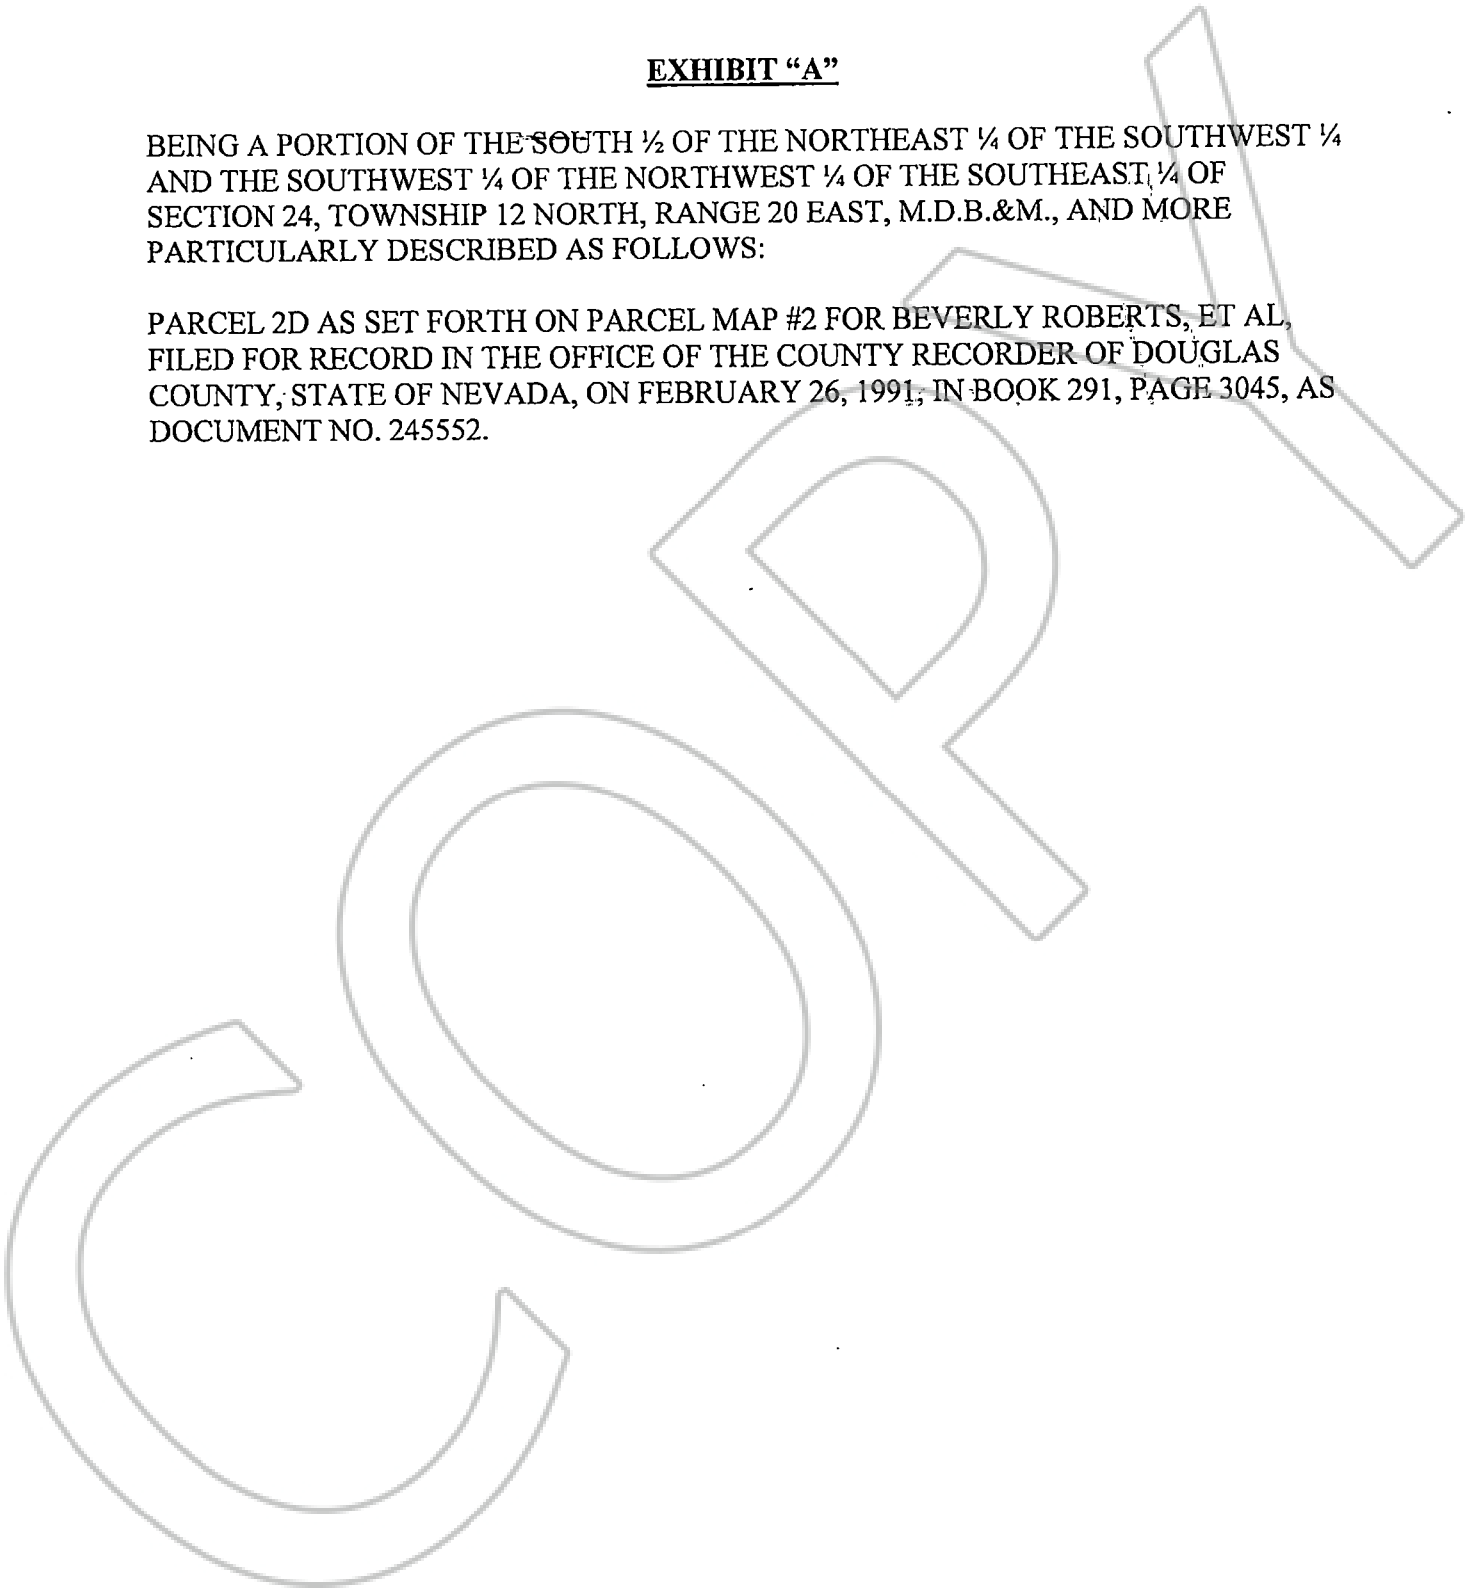 EXHIBIT “A”
BEING A PORTION OF THE SOUTH ½ OF THE NORTHEAST ¼ OF THE SOUTHWEST ¼
AND THE SOUTHWEST ¼ OF THE NORTHWEST ¼ OF THE SOUTHEAST ¼ OF
SECTION 24, TOWNSHIP 12 NORTH, RANGE 20 EAST, M.D.B.&M., AND MORE
PARTICULARLY DESCRIBED AS FOLLOWS:
PARCEL 2D AS SET FORTH ON PARCEL MAP #2 FOR BEVERLY ROBERTS, ET AL,
FILED FOR RECORD IN THE OFFICE OF THE COUNTY RECORDER OF DOUGLAS
COUNTY, STATE OF NEVADA, ON FEBRUARY 26, 1991, IN BOOK 291, PAGE 3045, AS
DOCUMENT NO. 245552.
COPY